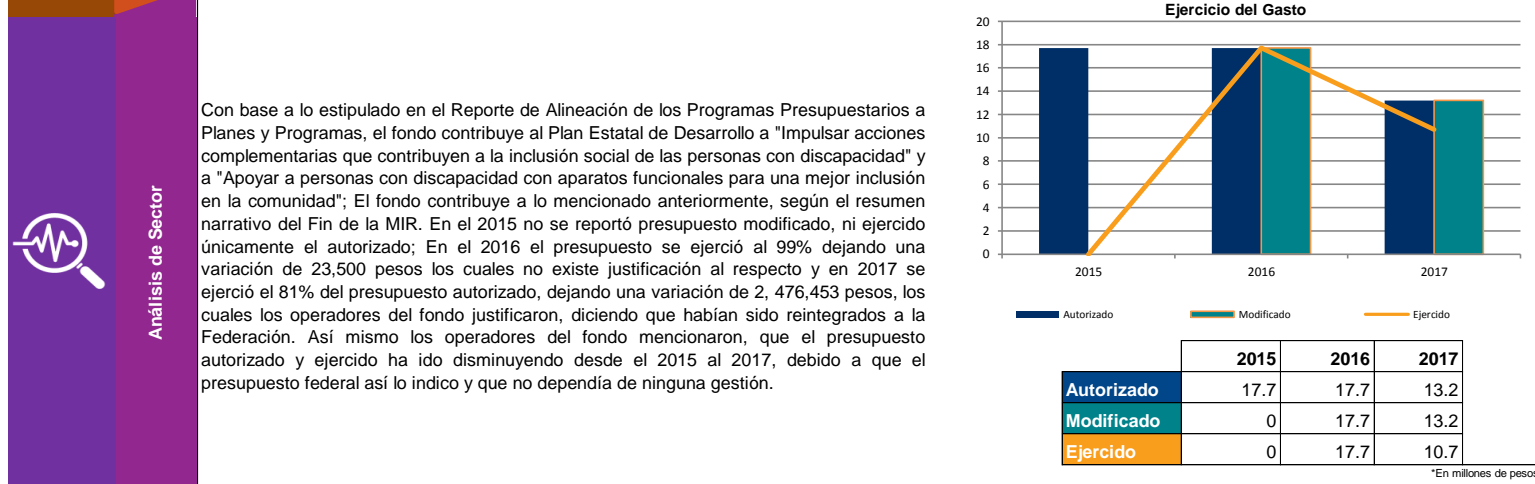 Análisis de Sector
Con base a lo estipulado en el Reporte de Alineación de los Programas Presupuestarios a
Planes y Programas, el fondo contribuye al Plan Estatal de Desarrollo a "Impulsar acciones
complementarias que contribuyen a la inclusión social de las personas con discapacidad" y
a "Apoyar a personas con discapacidad con aparatos funcionales para una mejor inclusión
en la comunidad"; El fondo contribuye a lo mencionado anteriormente, según el resumen
narrativo del Fin de la MIR. En el 2015 no se reportó presupuesto modificado, ni ejercido
únicamente el autorizado; En el 2016 el presupuesto se ejerció al 99% dejando una
variación de 23,500 pesos los cuales no existe justificación al respecto y en 2017 se
ejerció el 81% del presupuesto autorizado, dejando una variación de 2, 476,453 pesos, los
cuales los operadores del fondo justificaron, diciendo que habían sido reintegrados a la
Federación. Así mismo los operadores del fondo mencionaron, que el presupuesto
autorizado y ejercido ha ido disminuyendo desde el 2015 al 2017, debido a que el
presupuesto federal así lo indico y que no dependía de ninguna gestión.
Ejercicio del Gasto
20
18
16
14
12
10
8
6
4
2
0
2015 2016 2017
Autorizado Modificado Ejercido
2015 2016 2017
Autorizado 17.7 17.7 13.2
Modificado 0 17.7 13.2
Ejercido 0 17.7 10.7
*En millones de pesos